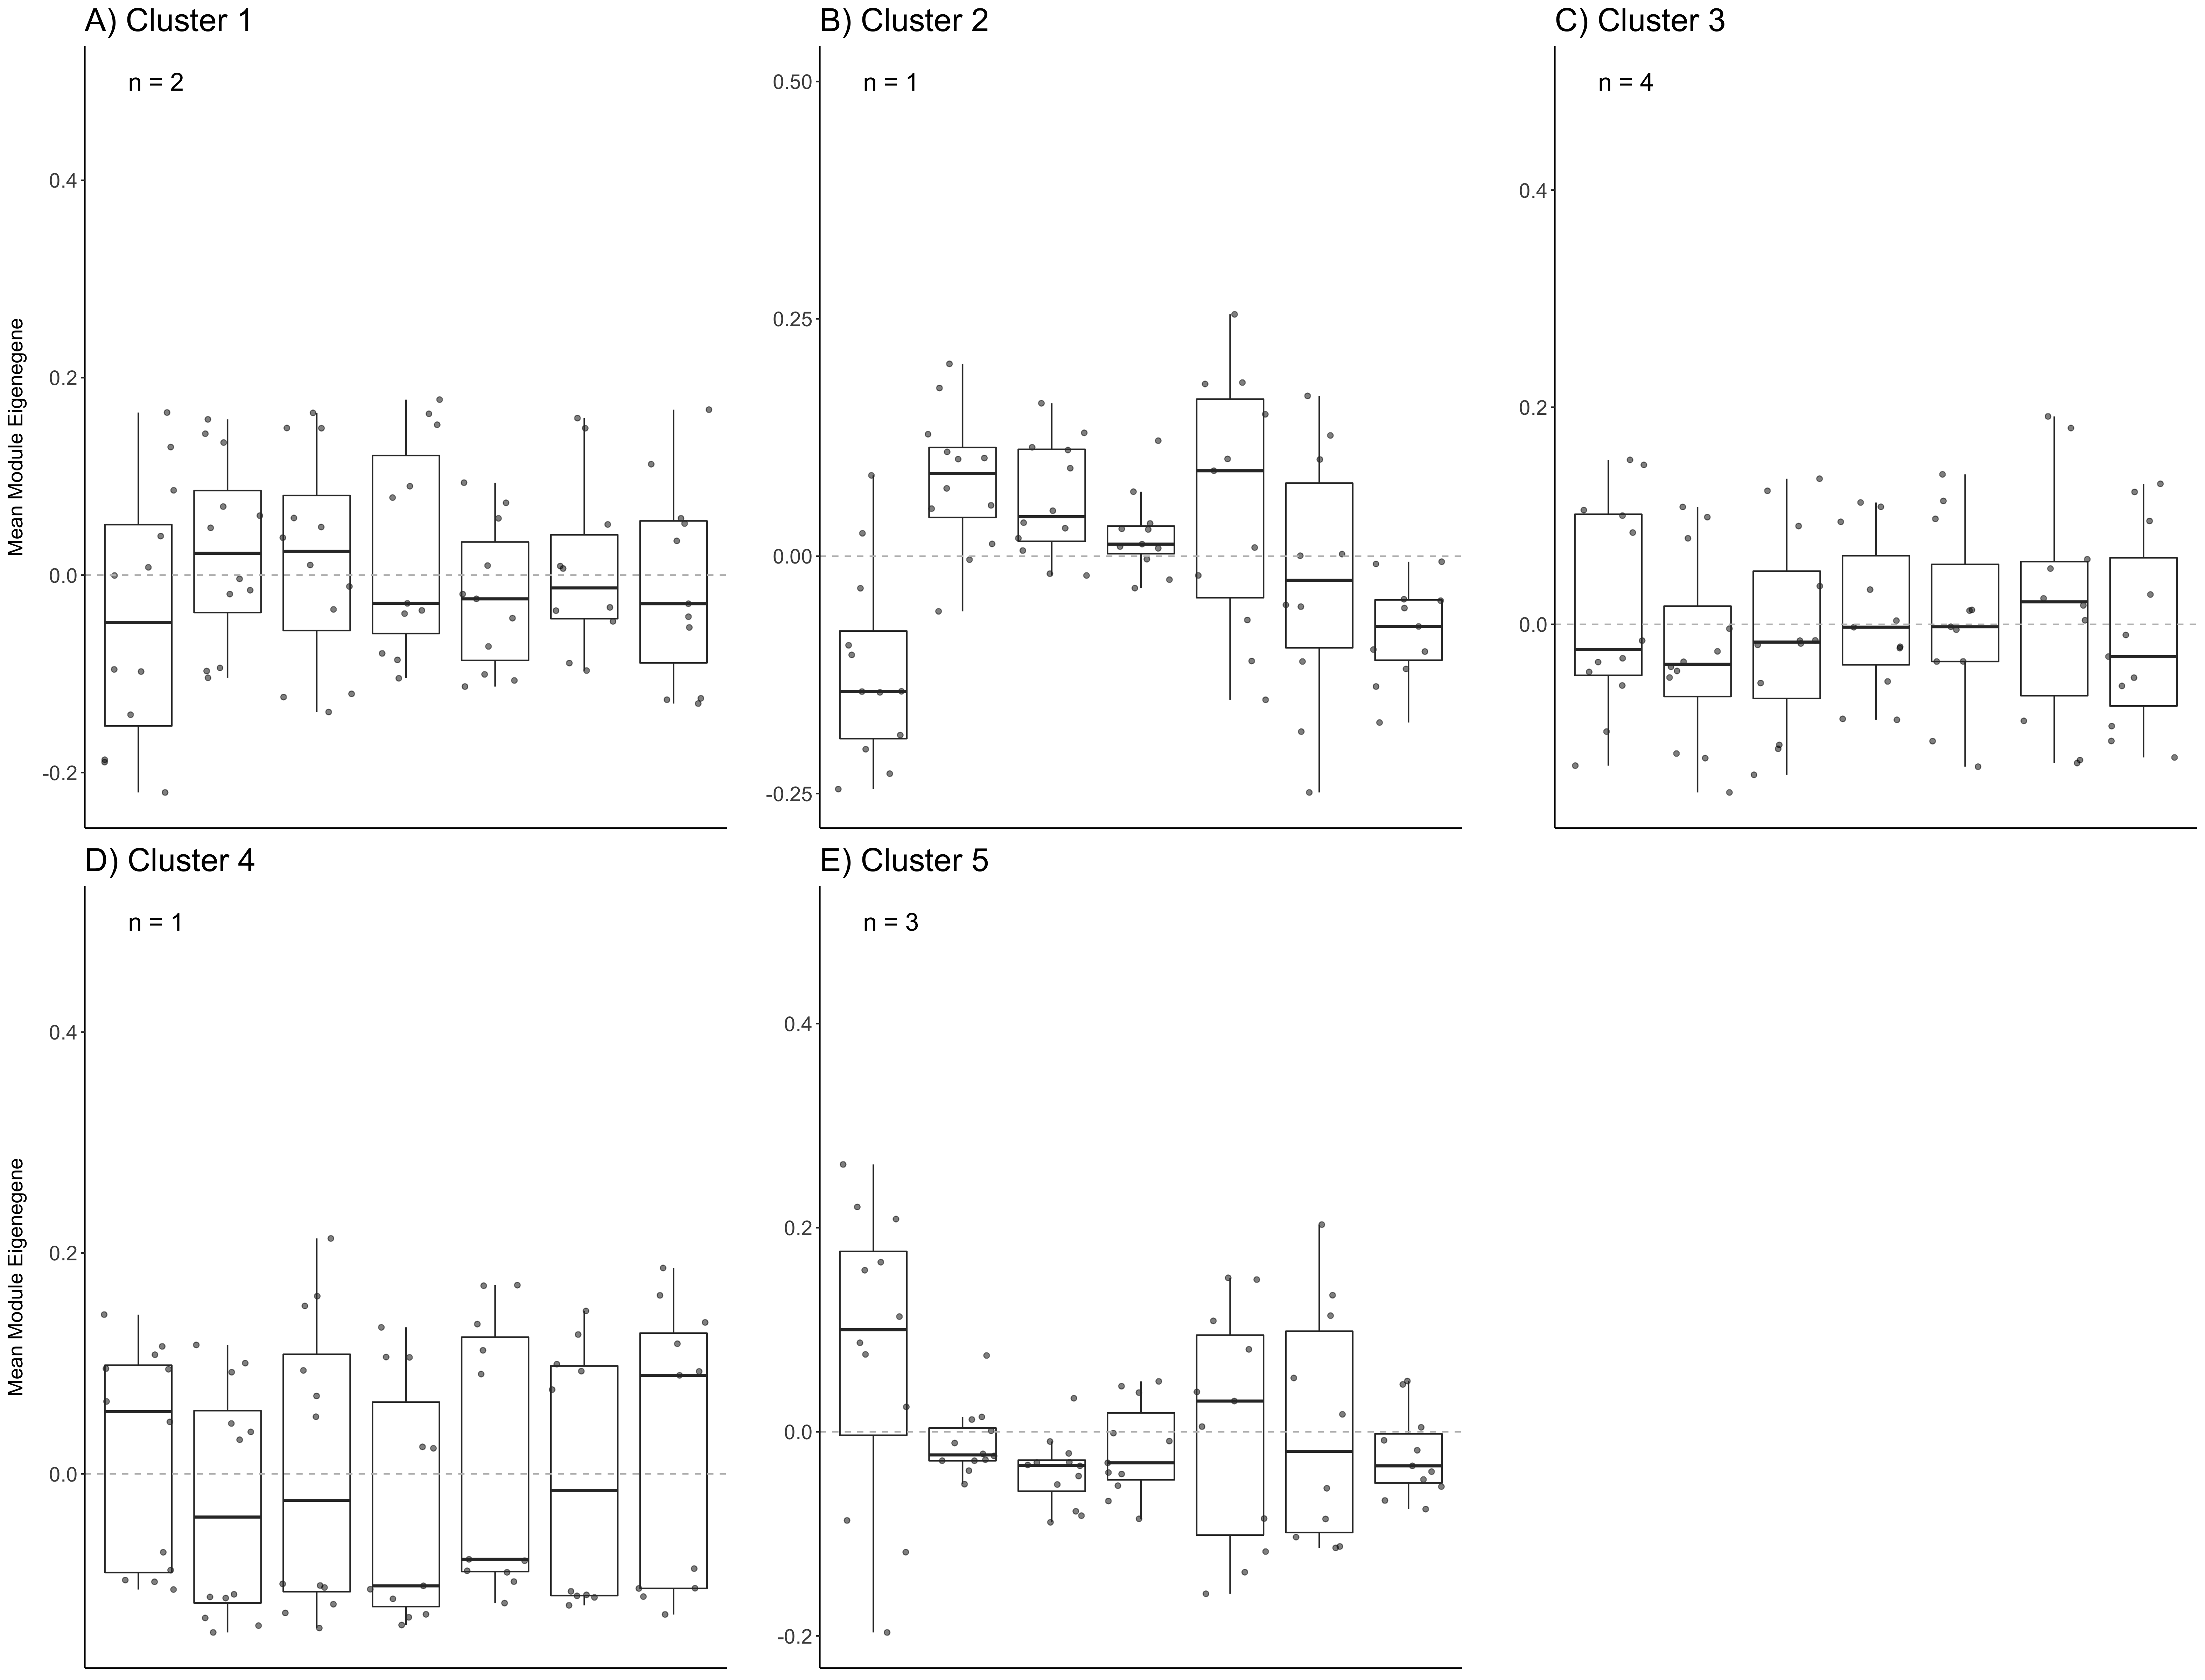 A) Cluster 1
n = 2
Mean Module Eigenegene
0.4
0.2
0.0
-0.2
B) Cluster 2
n = 1
0.50
0.25
0.00
-0.25
C) Cluster 3
n = 4
0.4
0.2
0.0
D) Cluster 4
n = 1
Mean Module Eigenegene
0.4
0.2
0.0
E) Cluster 5
n = 3
0.4
0.2
0.0
-0.2